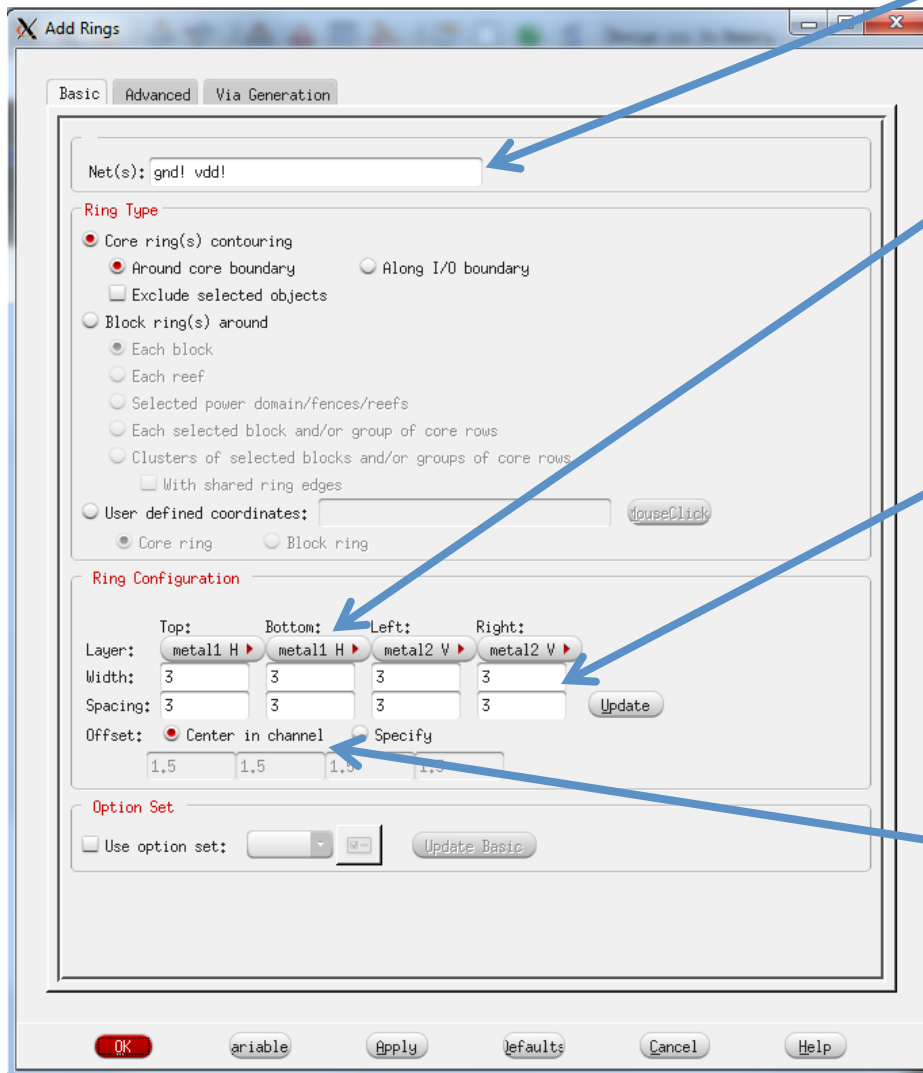 Add Rings
Basic Advanced Via Generation
Net(s): gnd! vdd!
Ring Type
Core ring(s) contouring
Around core boundary Along I/O boundary
Exclude selected objects
Block ring(s) around
Each block
Each reef
Selected power domain/fences/reefs
Each selected block and/or group of core rows
Clusters of selected blocks and/or groups of core rows
With shared ring edges
User defined coordinates: MouseClick
Core ring Block ring
Ring Configuration
Top: Bottom: Left: Right:
Layer: metal1 H metal1 H metal2 V metal2 V
Width: 3 3 3 3
Spacing: 3 3 3 3 Update
Offset: Center in channel Specify
1.5 1.5 1.5 1.5
Option Set
Use option set: Update Basic
OK ariable Apply Defaults Cancel Help